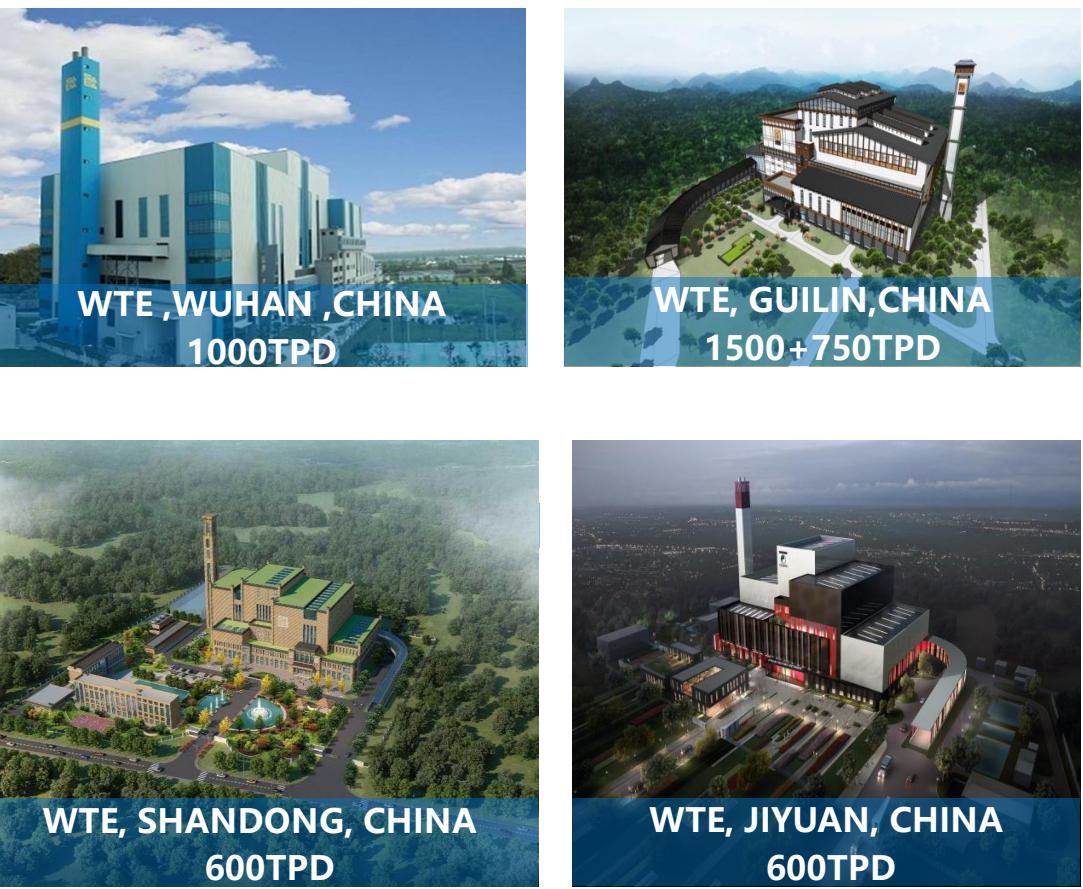 WTE ,WUHAN ,CHINA
1000TPD
WTE, GUILIN,CHINA
1500+750TPD
WTE, SHANDONG, CHINA
600TPD
WTE, JIYUAN, CHINA
600TPD